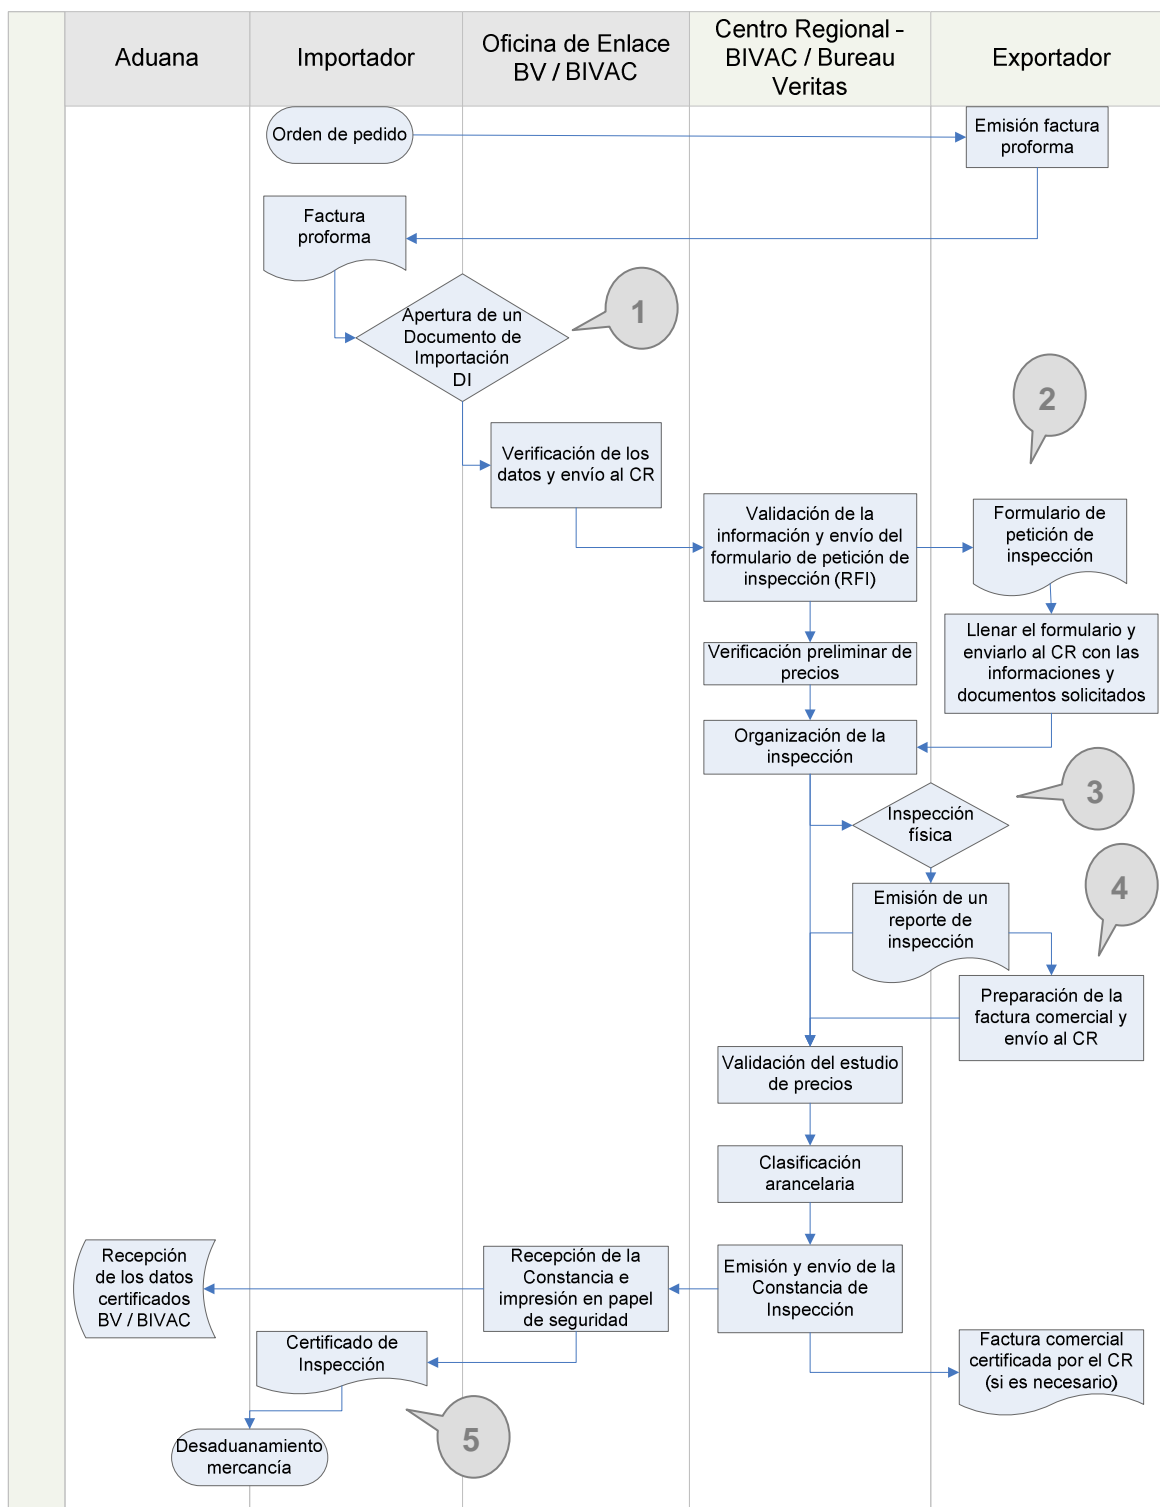 Aduana
Importador
Oficina de Enlace
BV / BIVAC
Centro Regional -
BIVAC / Bureau
Veritas
Exportador
Orden de pedido
Emisión factura
proforma
Factura
proforma
Apertura de un
Documento de
Importación
DI
1
2
Verificación de los
datos y envío al CR
Validación de la
información y envío del
formulario de petición de
inspección (RFI)
Formulario de
petición de
inspección
Verificación preliminar de
precios
Llenar el formulario y
enviarlo al CR con las
informaciones y
documentos solicitados
Organización de la
inspección
3
Inspección
física
4
Emisión de un
reporte de
inspección
Preparación de la
factura comercial y
envío al CR
Validación del estudio
de precios
Clasificación
arancelaria
Recepción
de los datos
certificados
BV / BIVAC
Recepción de la
Constancia e
impresión en papel
de seguridad
Emisión y envío de la
Constancia de
Inspección
Certificado de
Inspección
Factura comercial
certificada por el CR
(si es necesario)
5
Desaduanamiento
mercancía